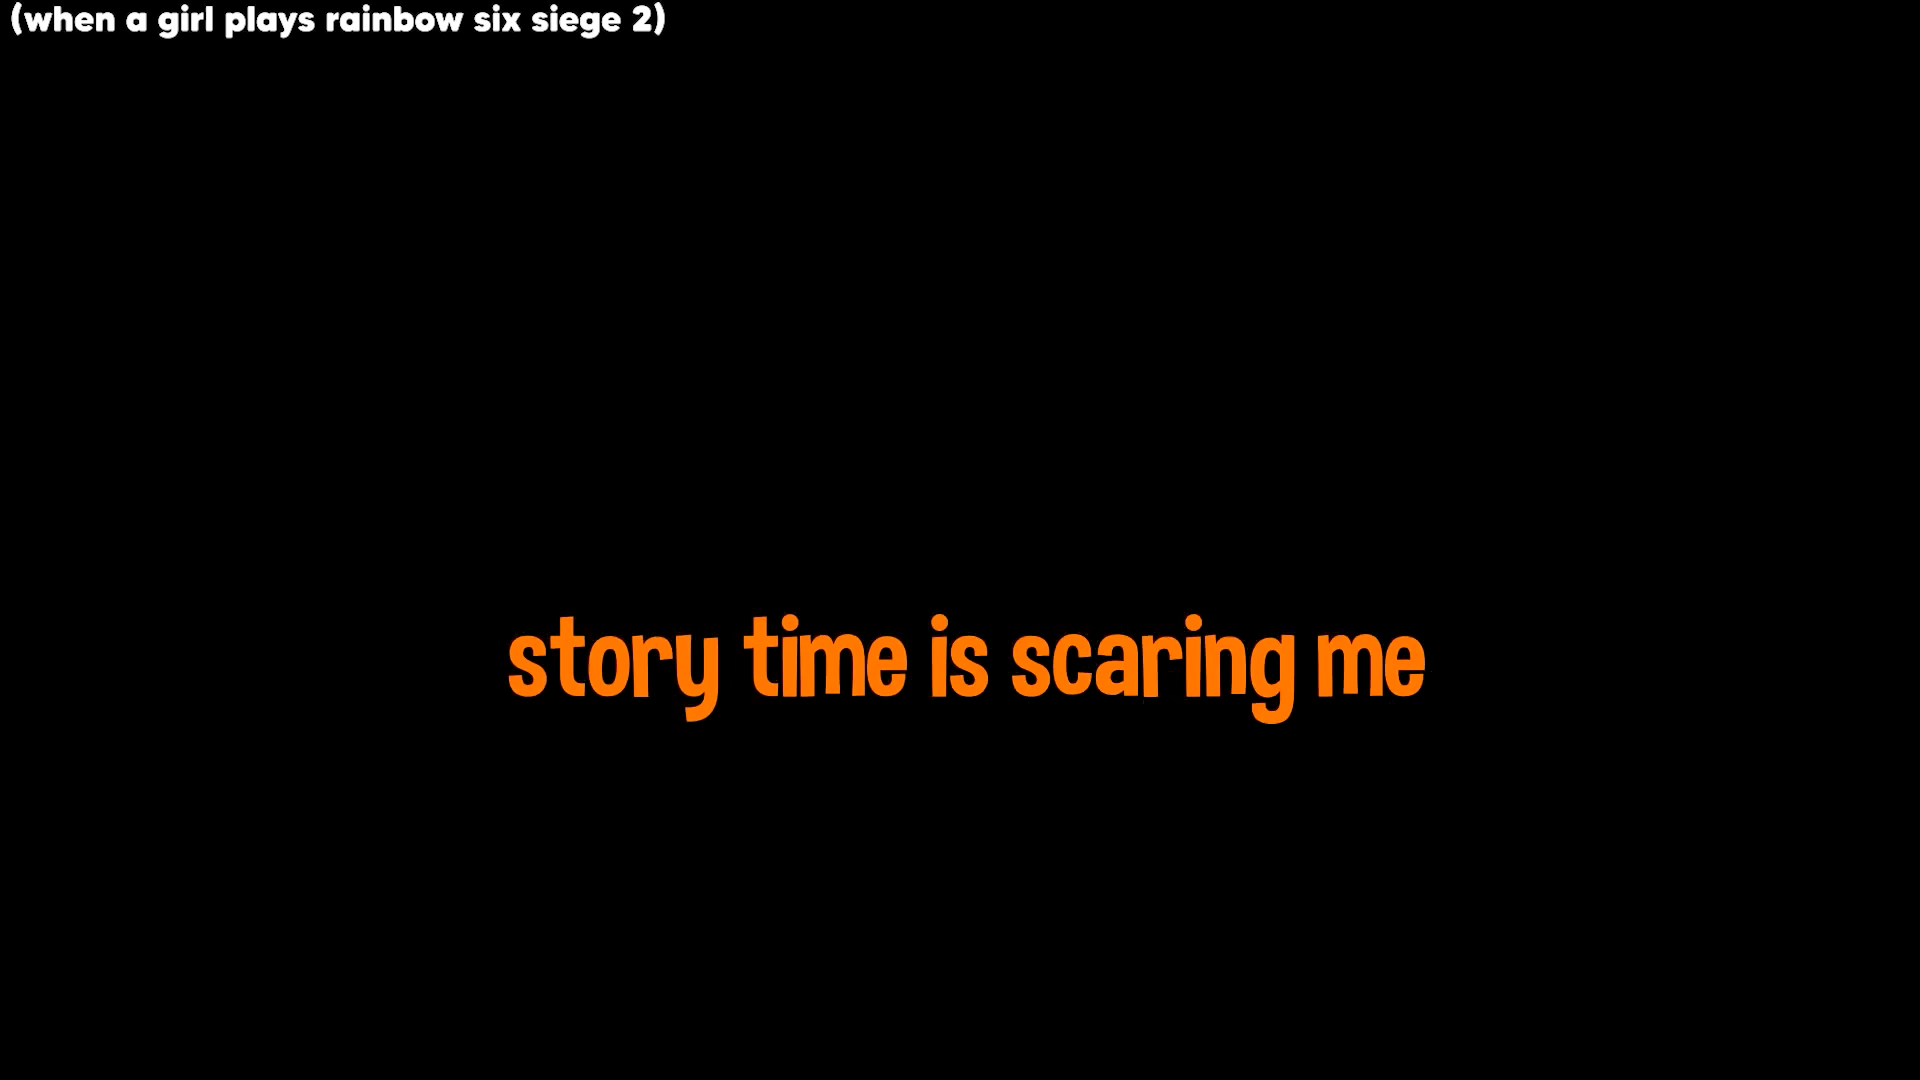 (when a girl plays rainbow six siege 2)
story time is scaring me